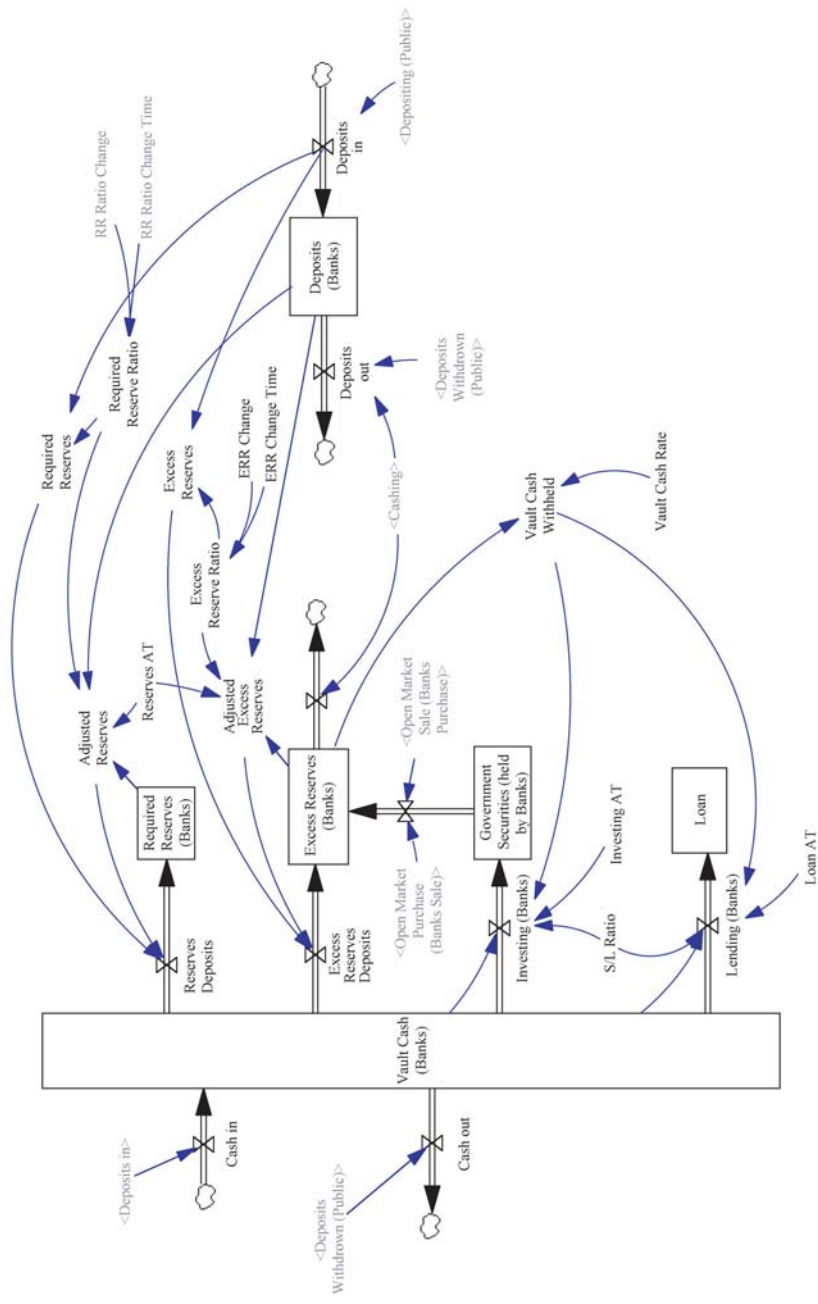 RR Ratio Change
RR Ratio Change Time
Required
Reserves
Required
Reserve Ratio
Adjusted
Reserves
Reserves AT
Required
Reserves
(Banks)
Reserves
Deposits
<Deposits in>
Cash in
Excess
Reserves
Excess
Reserve Ratio
ERR Change
ERR Change Time
Deposits
in
<Depositing (Public)>
Deposits
(Banks)
Deposits
out
<Deposits
Withdrown
(Public)>
<Cashing>
Adjusted
Excess
Reserves
Excess Reserves
(Banks)
Excess
Reserves
Deposits
Vault Cash
(Banks)
<Deposits
Withdrown (Public)>
Cash out
<Open Market
Purchase
(Banks Sale)>
<Open Market
Sale (Banks
Purchase)>
Government
Securities (held
by Banks)
Investing (Banks)
Investing AT
S/L Ratio
Vault Cash
Withheld
Vault Cash Rate
Loan
Lending (Banks)
Loan AT